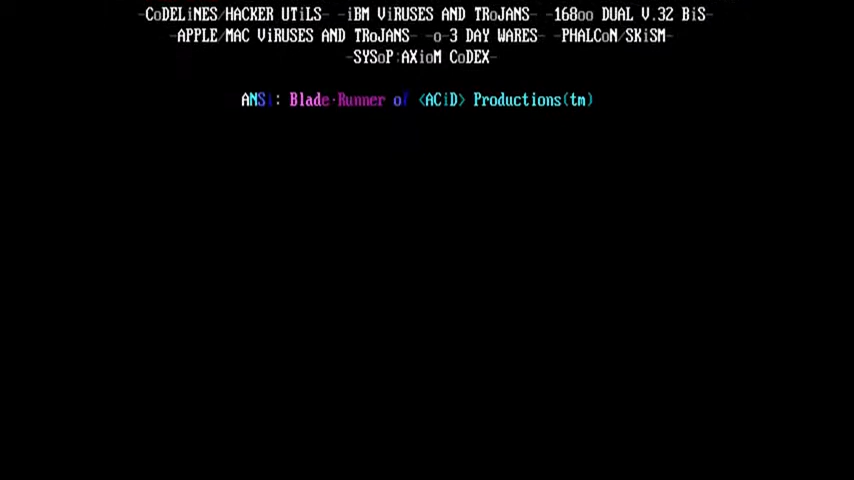 -CoDELiNES/HACKER UTiLS- -iBM ViRUSES AND TRoJANS- -168oo DUAL V.32 BiS-
-APPLE/MAC ViRUSES AND TRoJANS- -o-3 DAY WARES- -PHALCoN/SKiSM-
-SYSoP:AXioM CoDEX-
ANSi: Blade·Runner of <ACiD> Productions(tm)